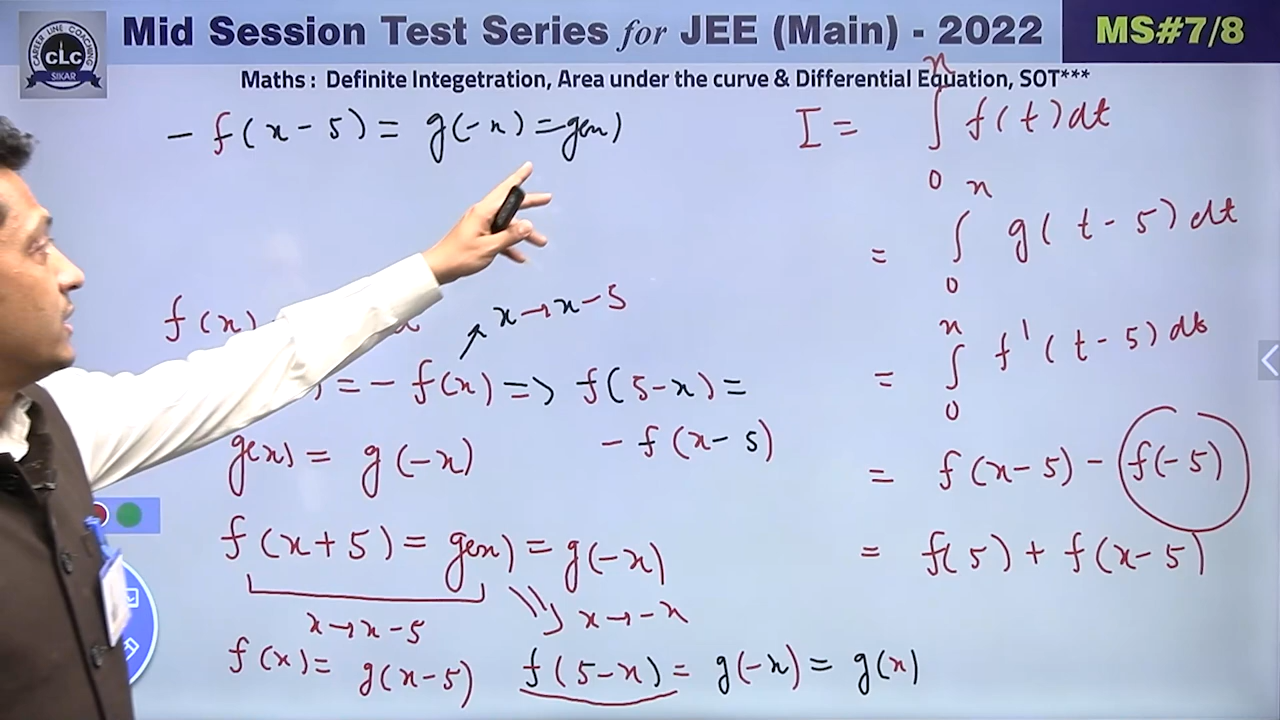 CAREER LINE COACHING
CLC
SIKAR
Mid Session Test Series for JEE (Main) - 2022
MS#7/8
Maths : Definite Integetration, Area under the curve & Differential Equation, SOT***
- f(x-5) = g(-x) = g(x)
f(x)
x→x-5
= - f(x) => f(5-x) =
- f(x-5)
g(x) = g(-x)
f(x+5) = g(x) = g(-x)
x→x-5
x→-x
f(x) = g(x-5)
f(5-x) = g(-x) = g(x)
I = ∫₀ˣ f(t)dt
= ∫₀ˣ g(t-5)dt
= ∫₀ˣ f'(t-5)dt
= f(x-5) - f(-5)
= f(5) + f(x-5)